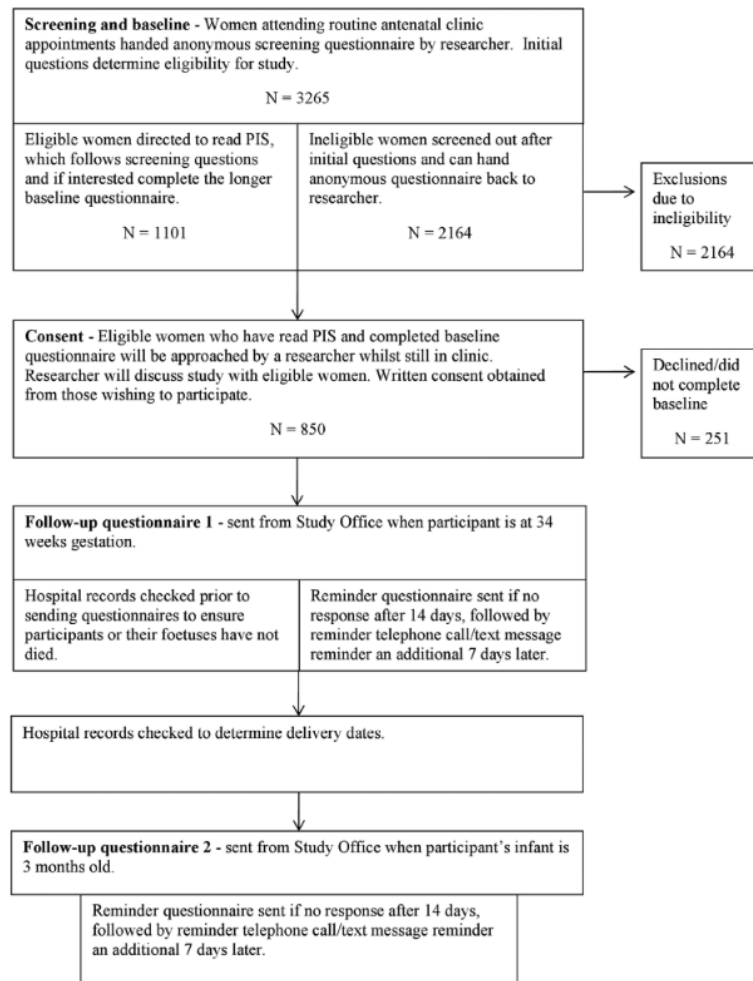 Screening and baseline - Women attending routine antenatal clinic
appointments handed anonymous screening questionnaire by researcher. Initial
questions determine eligibility for study.
N = 3265
Eligible women directed to read PIS,
which follows screening questions
and if interested complete the longer
baseline questionnaire.
N = 1101
Ineligible women screened out after
initial questions and can hand
anonymous questionnaire back to
researcher.
N = 2164
Exclusions
due to
ineligibility
N = 2164
Consent - Eligible women who have read PIS and completed baseline
questionnaire will be approached by a researcher whilst still in clinic.
Researcher will discuss study with eligible women. Written consent obtained
from those wishing to participate.
N = 850
Declined/did
not complete
baseline
N = 251
Follow-up questionnaire 1 - sent from Study Office when participant is at 34
weeks gestation.
Hospital records checked prior to
sending questionnaires to ensure
participants or their foetuses have not
died.
Reminder questionnaire sent if no
response after 14 days, followed by
reminder telephone call/text message
reminder an additional 7 days later.
Hospital records checked to determine delivery dates.
Follow-up questionnaire 2 - sent from Study Office when participant's infant is
3 months old.
Reminder questionnaire sent if no response after 14 days,
followed by reminder telephone call/text message reminder
an additional 7 days later.